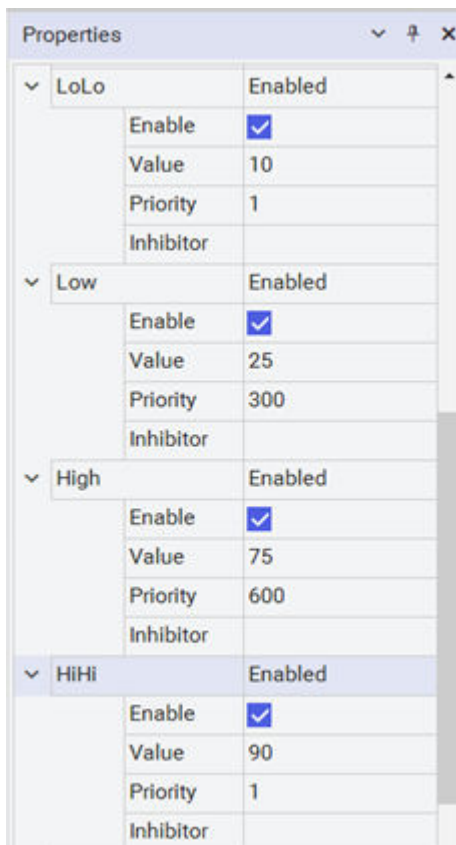 Properties
LoLo Enabled
Enable
Value 10
Priority 1
Inhibitor
Low Enabled
Enable
Value 25
Priority 300
Inhibitor
High Enabled
Enable
Value 75
Priority 600
Inhibitor
HiHi Enabled
Enable
Value 90
Priority 1
Inhibitor